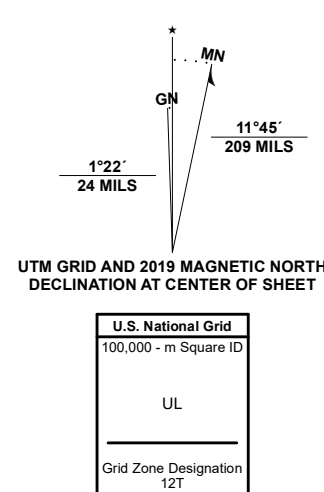 ★
MN
GN
11°45´
209 MILS
1°22´
24 MILS
UTM GRID AND 2019 MAGNETIC NORTH
DECLINATION AT CENTER OF SHEET
U.S. National Grid
100,000 - m Square ID
UL
Grid Zone Designation
12T